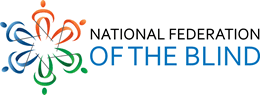 NATIONAL FEDERATION
OF THE BLIND